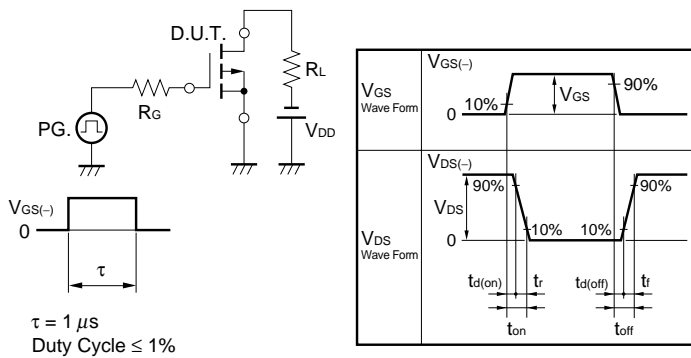 D.U.T.
RL
RG
PG.
VDD
VGS(−)
0
τ
τ = 1 μs
Duty Cycle ≤ 1%
VGS
Wave Form
VGS(−)
10%
0
VGS
90%
VDS
Wave Form
VDS(−)
90%
VDS
0
10%
10%
90%
td(on)
tr
td(off)
tf
ton
toff